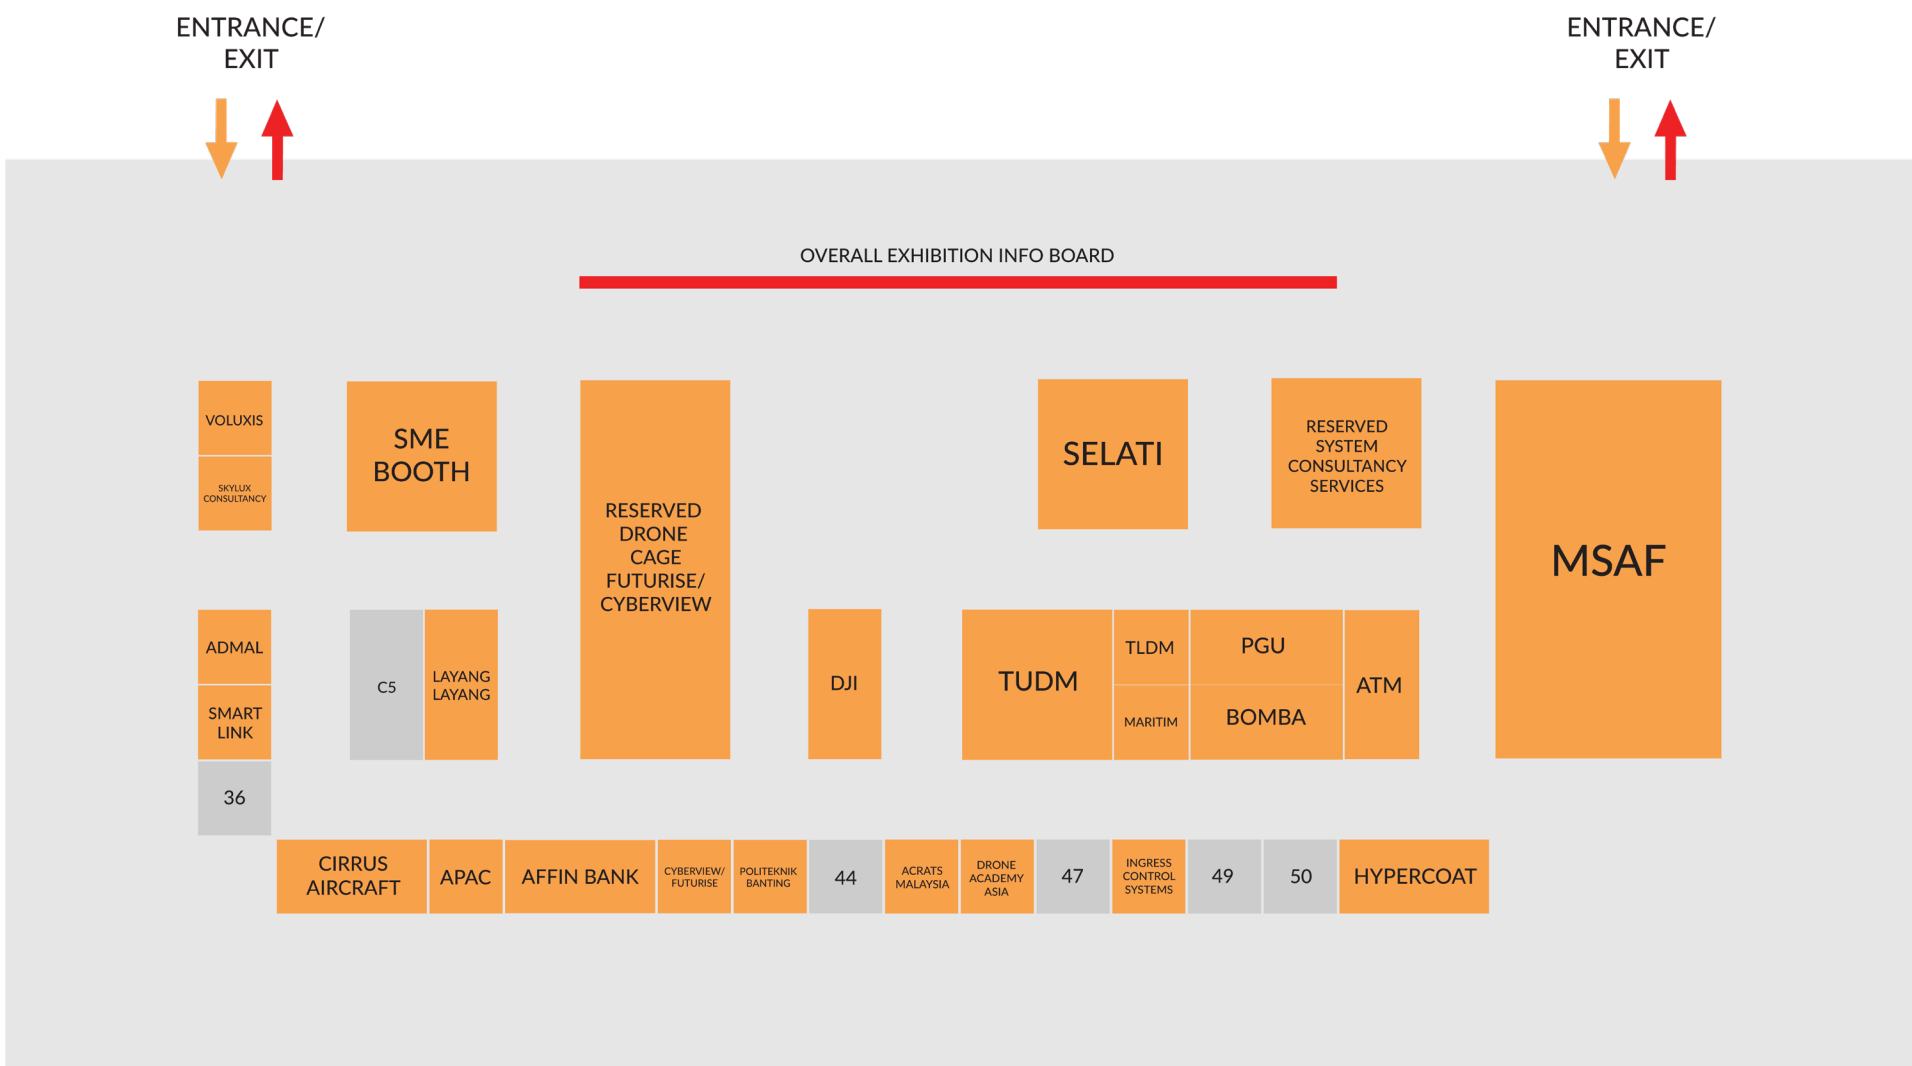 ENTRANCE/
EXIT
ENTRANCE/
EXIT
OVERALL EXHIBITION INFO BOARD
VOLUXIS
SKYLUX
CONSULTANCY
SME
BOOTH
RESERVED
DRONE
CAGE
FUTURISE/
CYBERVIEW
SELATI
RESERVED
SYSTEM
CONSULTANCY
SERVICES
MSAF
ADMAL
SMART
LINK
C5
LAYANG
LAYANG
DJI
TUDM
TLDM
MARITIM
PGU
BOMBA
ATM
36
CIRRUS
AIRCRAFT
APAC
AFFIN BANK
CYBERVIEW/
FUTURISE
POLITEKNIK
BANTING
44
ACRATS
MALAYSIA
DRONE
ACADEMY
ASIA
47
INGRESS
CONTROL
SYSTEMS
49
50
HYPERCOAT